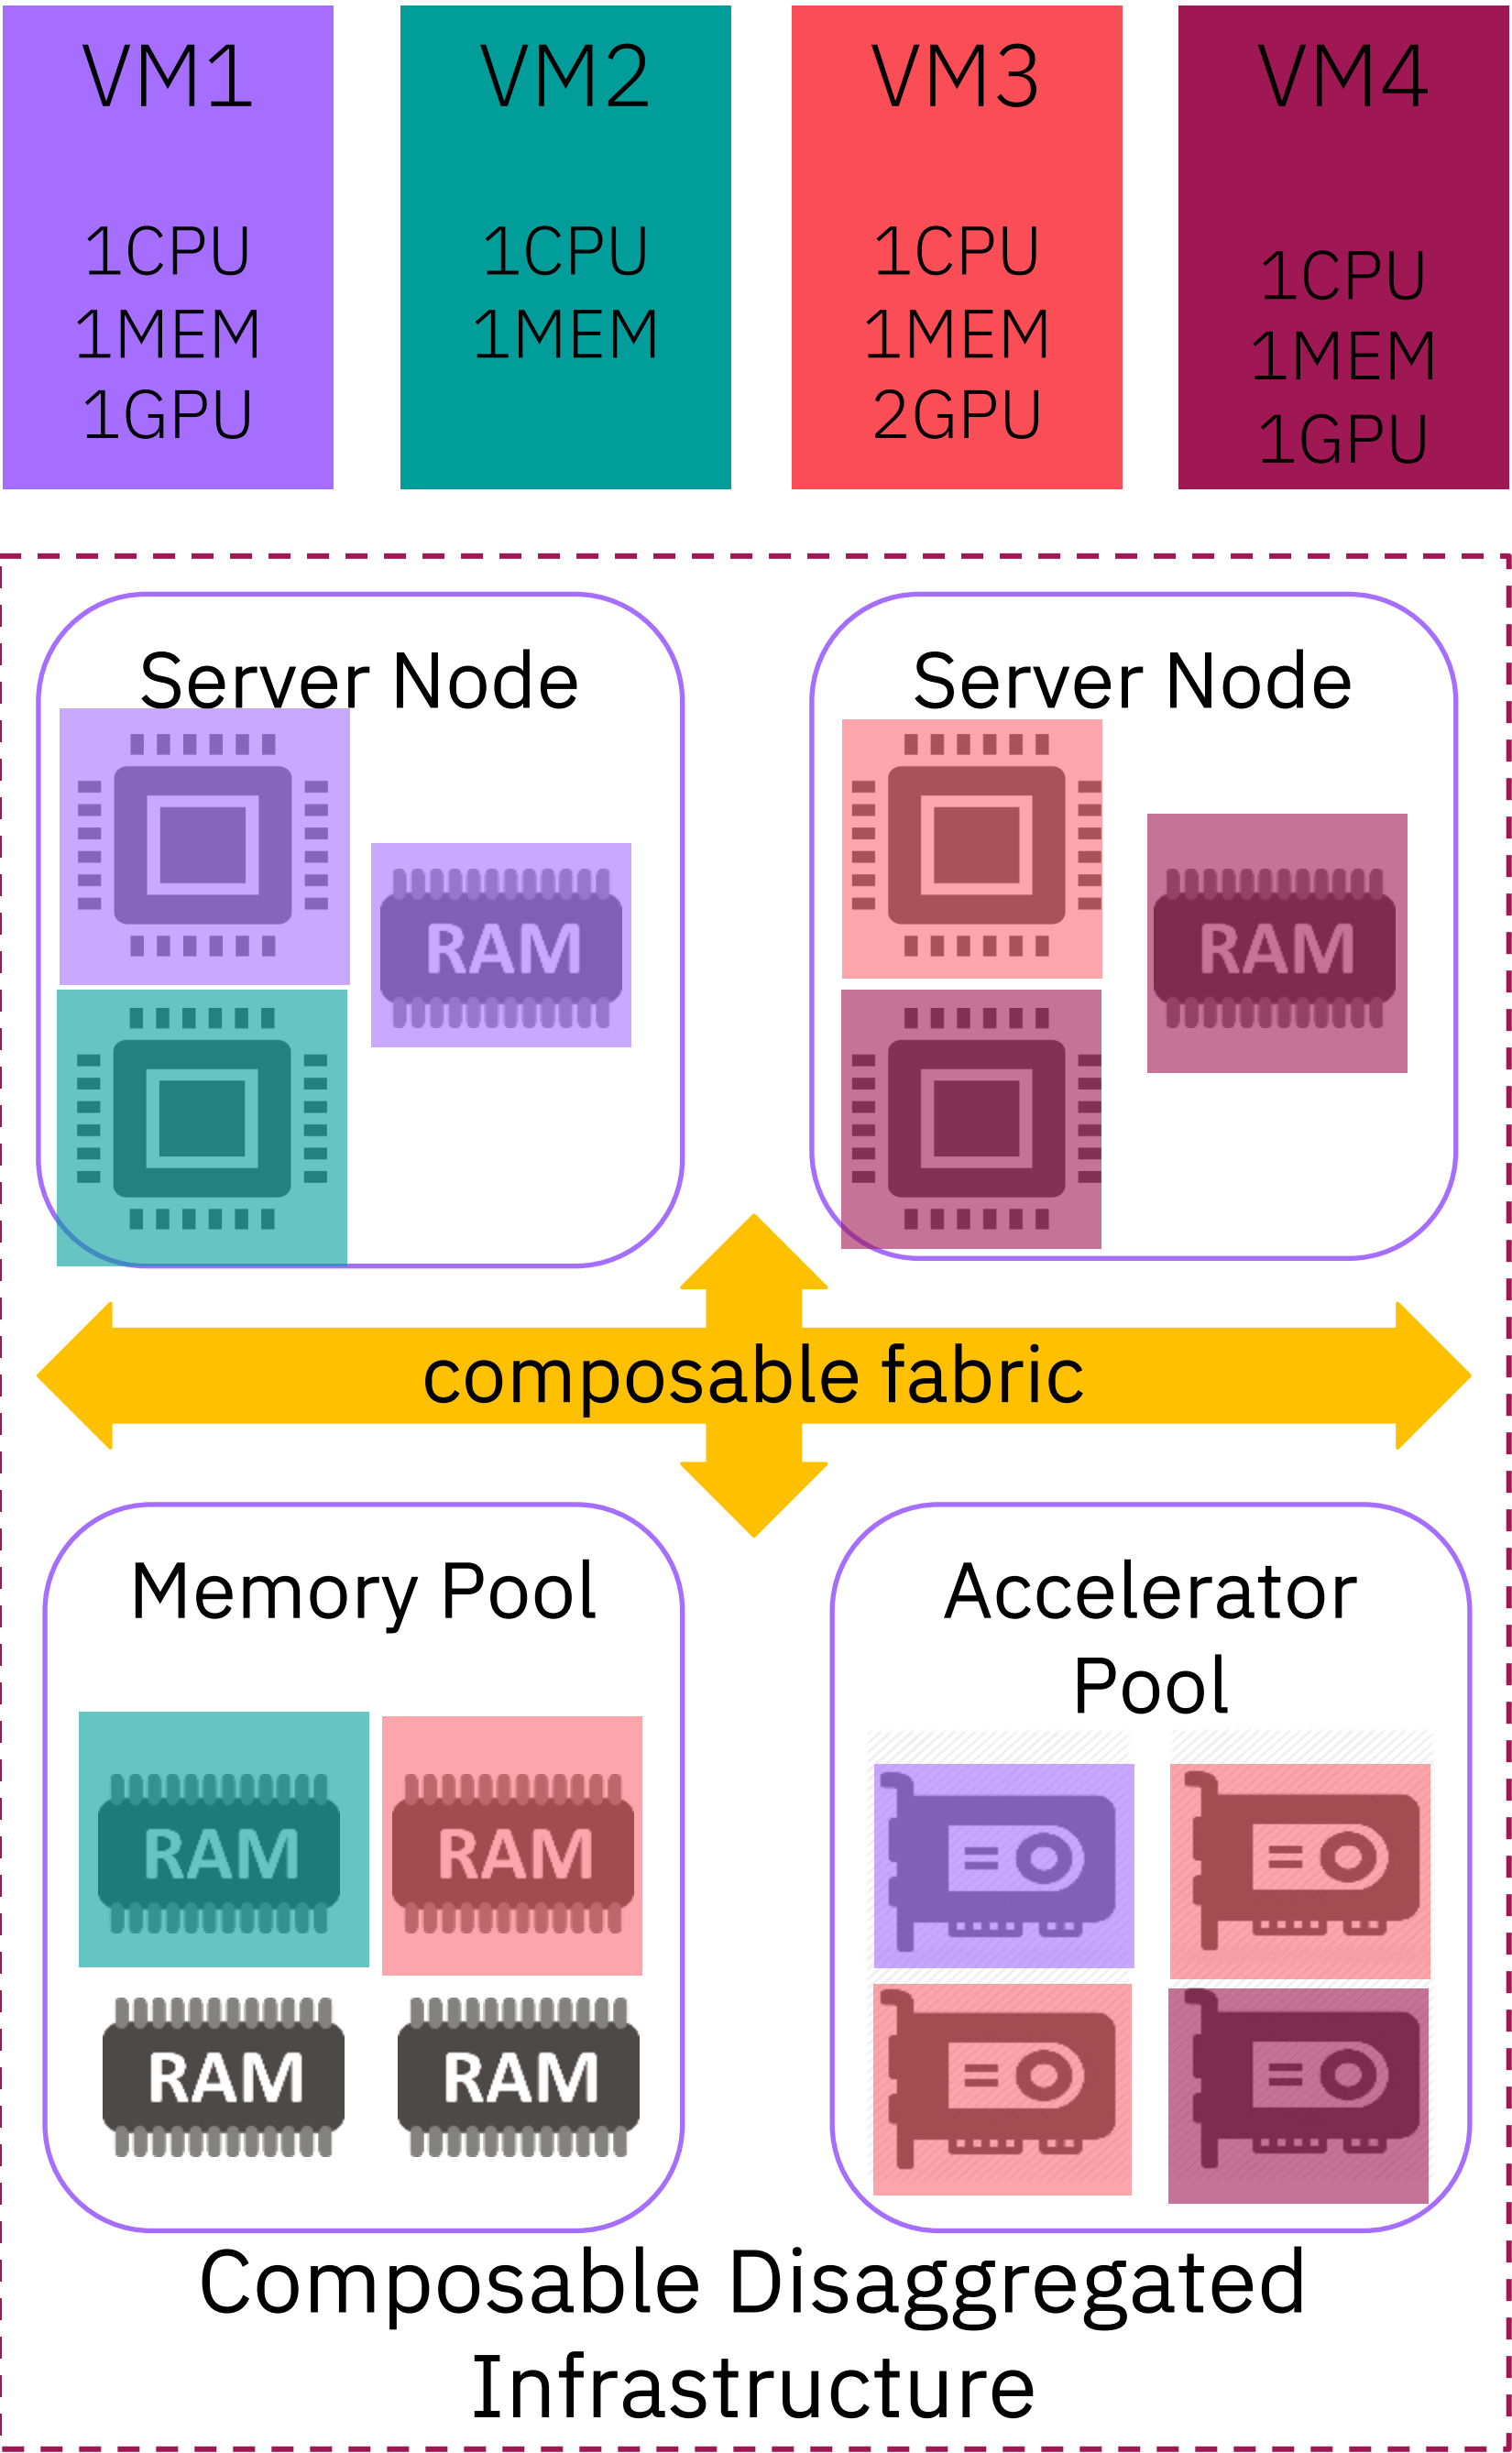 VM1
1CPU
1MEM
1GPU
VM2
1CPU
1MEM
VM3
1CPU
1MEM
2GPU
VM4
1CPU
1MEM
1GPU
Server Node
RAM
Server Node
RAM
composable fabric
Memory Pool
RAM
RAM
RAM
RAM
Accelerator
Pool
Composable Disaggregated
Infrastructure